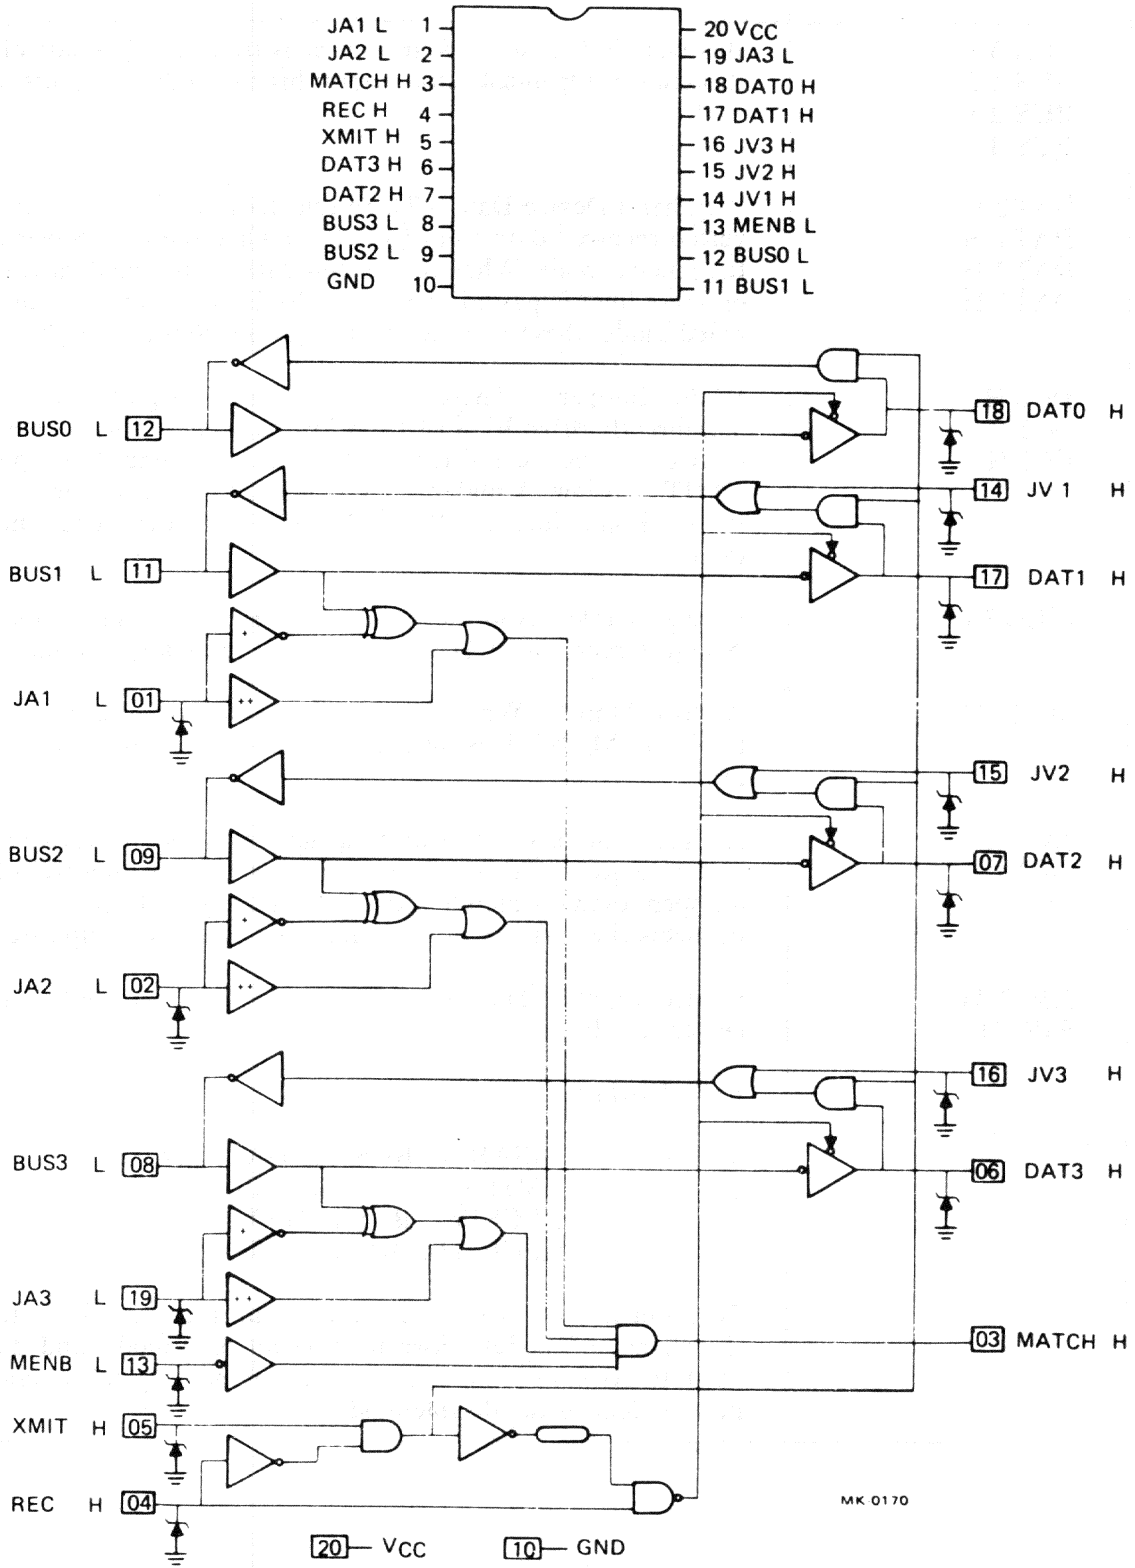 JA1 L 1
JA2 L 2
MATCH H 3
REC H 4
XMIT H 5
DAT3 H 6
DAT2 H 7
BUS3 L 8
BUS2 L 9
GND 10
20 VCC
19 JA3 L
18 DAT0 H
17 DAT1 H
16 JV3 H
15 JV2 H
14 JV1 H
13 MENB L
12 BUS0 L
11 BUS1 L
BUS0 L 12
18 DAT0 H
14 JV 1 H
BUS1 L 11
17 DAT1 H
+
JA1 L 01
++
15 JV2 H
BUS2 L 09
07 DAT2 H
+
JA2 L 02
++
16 JV3 H
BUS3 L 08
06 DAT3 H
+
JA3 L 19
++
MENB L 13
03 MATCH H
XMIT H 05
REC H 04
MK-0170
20 VCC
10 GND